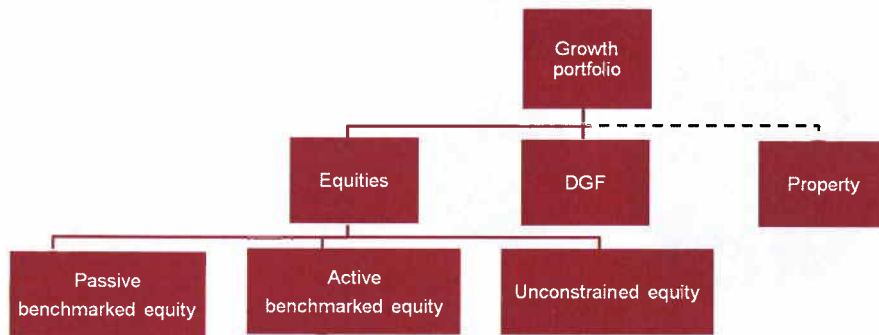 Growth
portfolio
Equities
DGF
Property
Passive
benchmarked equity
Active
benchmarked equity
Unconstrained equity